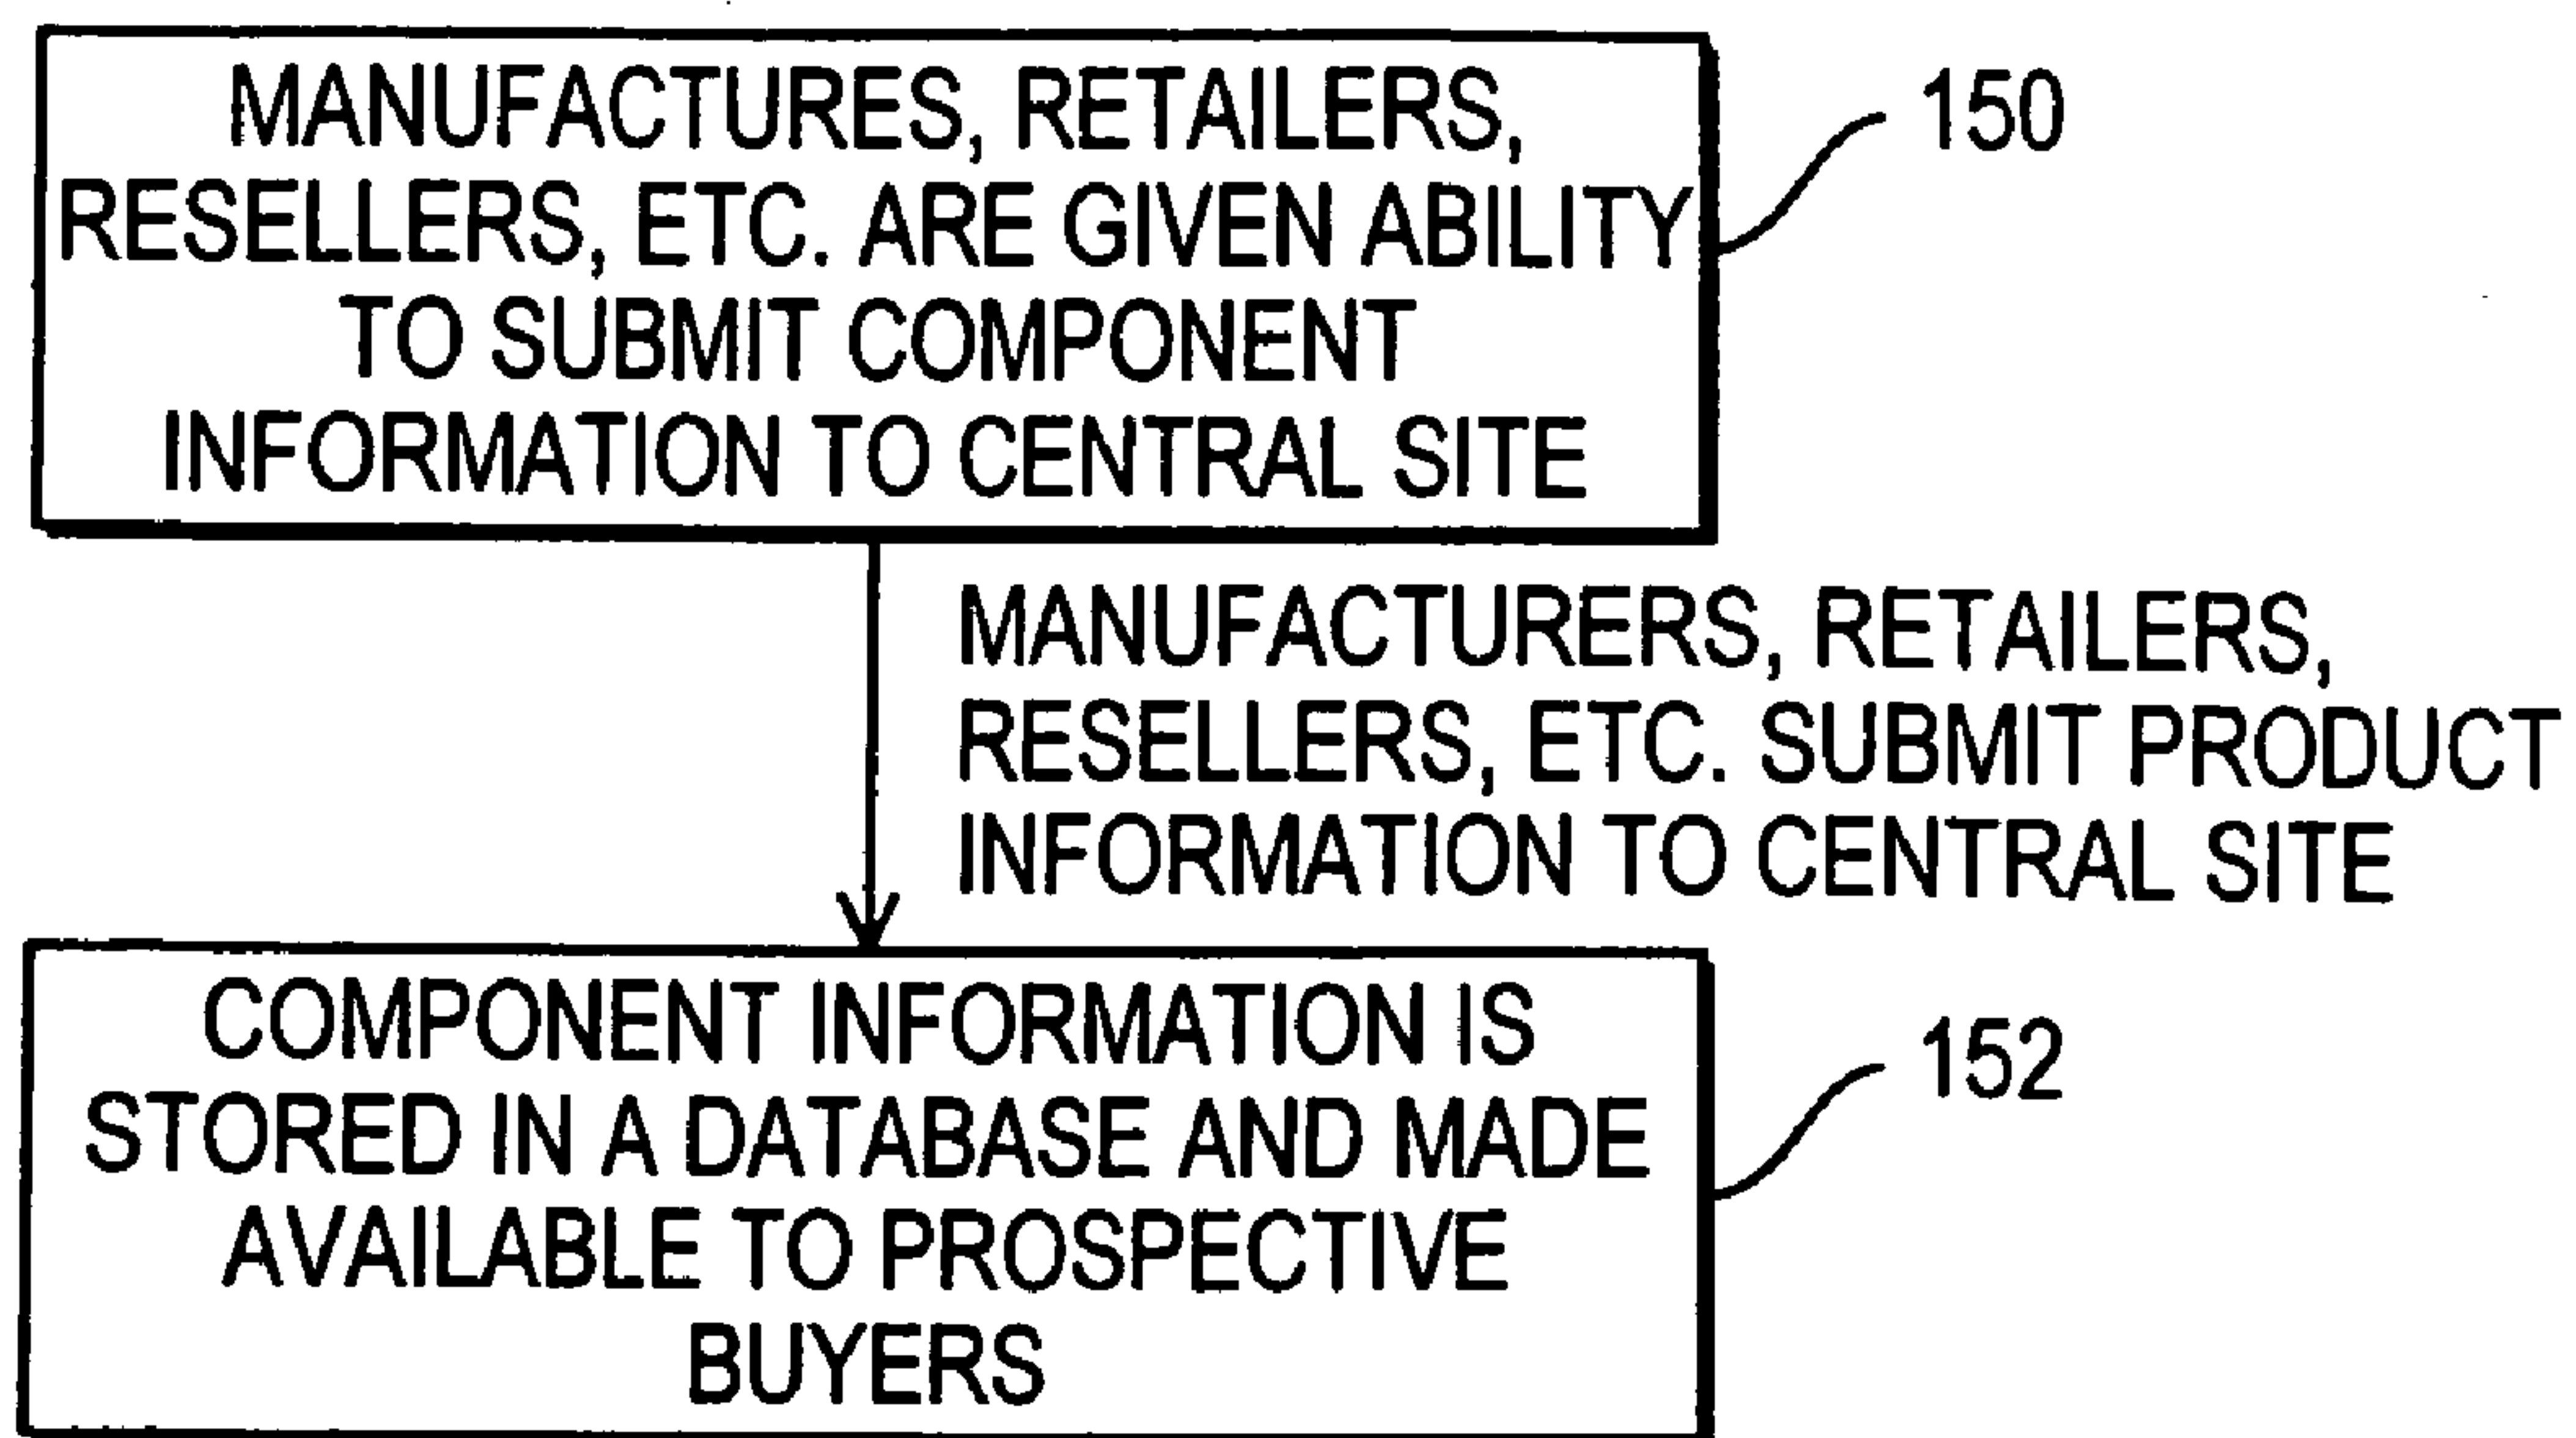 MANUFACTURES, RETAILERS,
RESELLERS, ETC. ARE GIVEN ABILITY
TO SUBMIT COMPONENT
INFORMATION TO CENTRAL SITE
150
MANUFACTURERS, RETAILERS,
RESELLERS, ETC. SUBMIT PRODUCT
INFORMATION TO CENTRAL SITE
COMPONENT INFORMATION IS
STORED IN A DATABASE AND MADE
AVAILABLE TO PROSPECTIVE
BUYERS
152